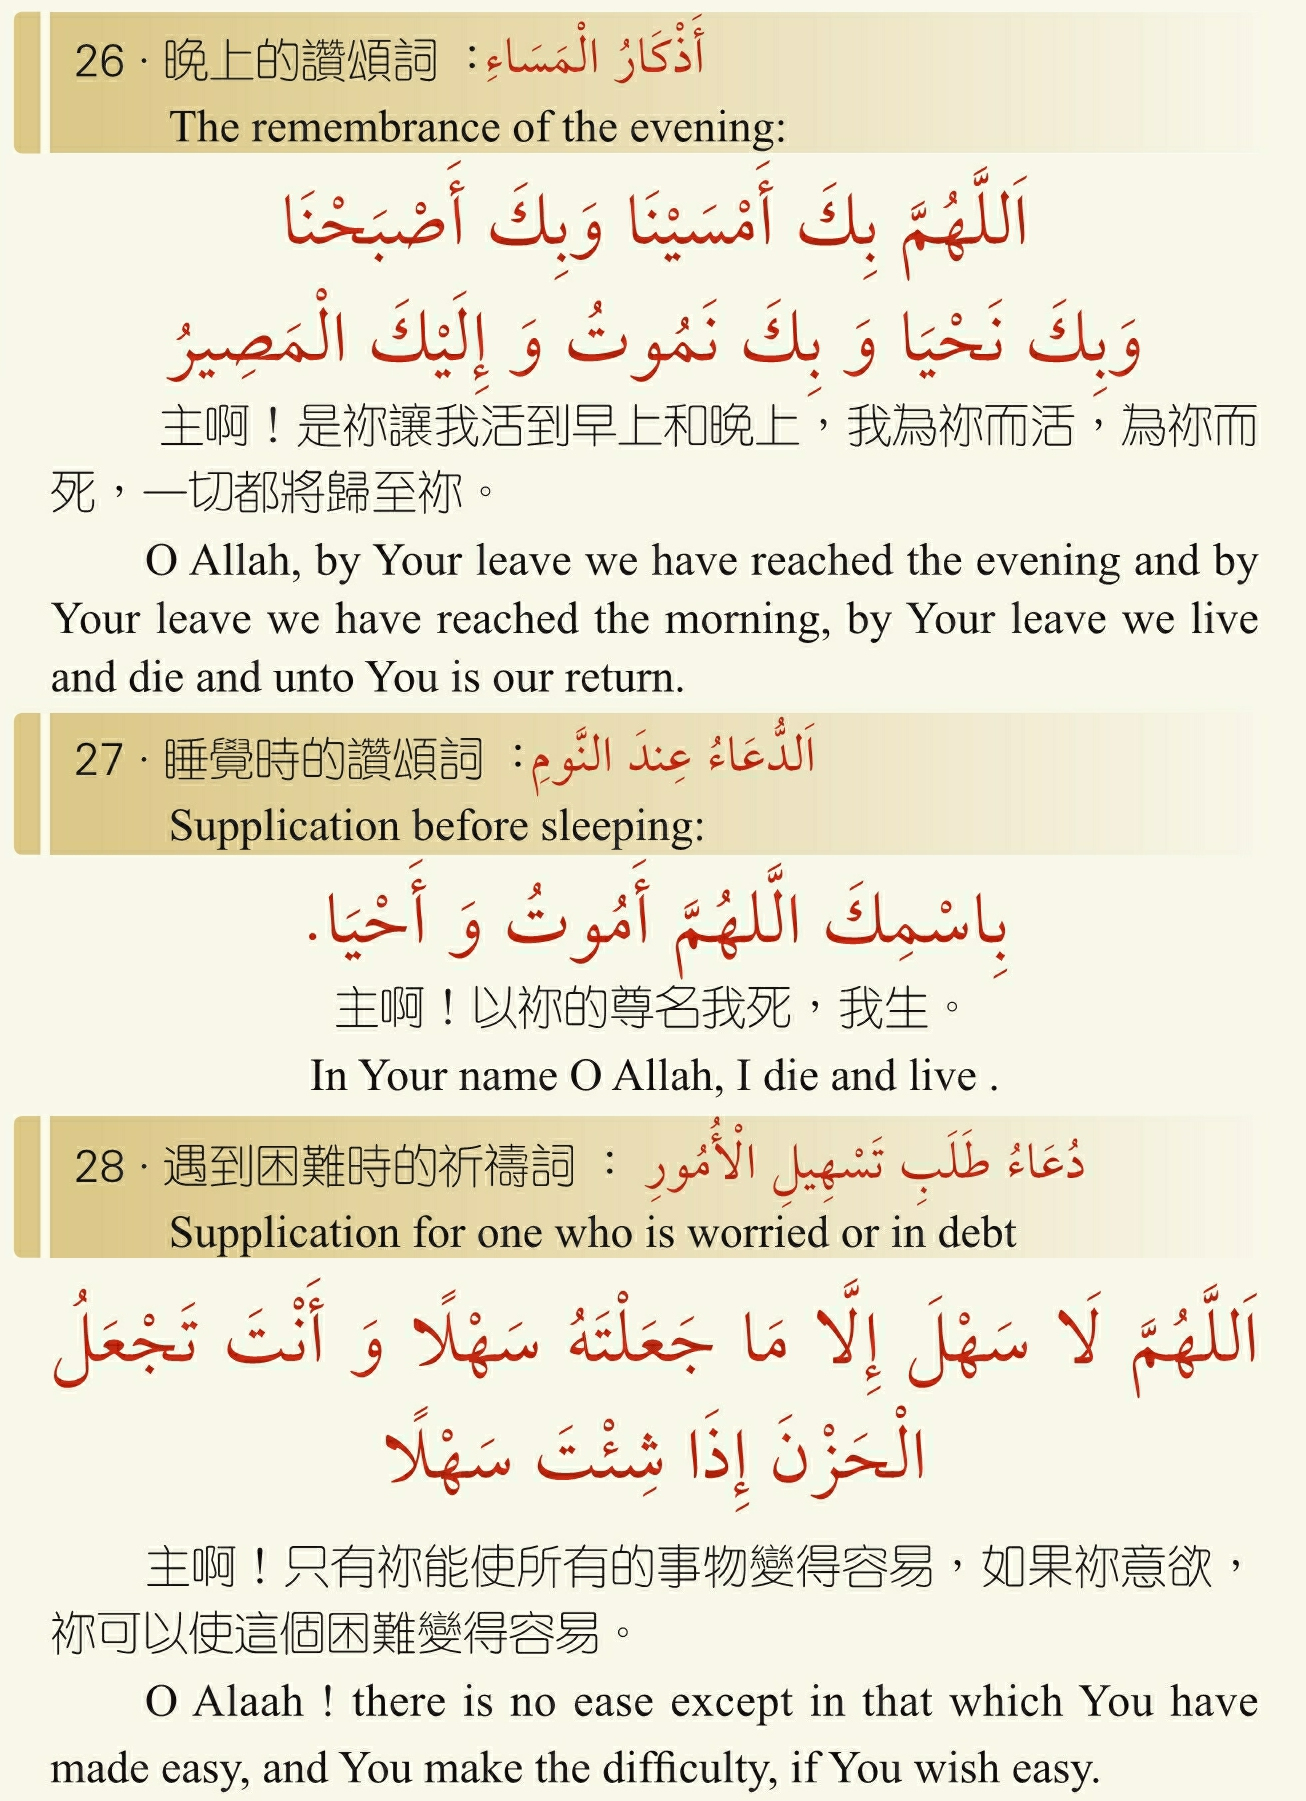 26 · 晚上的讚頌詞 : أَذْكَارُ الْمَسَاءِ
The remembrance of the evening:
اَللَّهُمَّ بِكَ أَمْسَيْنَا وَبِكَ أَصْبَحْنَا
وَبِكَ نَحْيَا وَ بِكَ نَمُوتُ وَ إِلَيْكَ الْمَصِيرُ
主啊！是祢讓我活到早上和晚上，我為祢而活，為祢而
死，一切都將歸至祢。
O Allah, by Your leave we have reached the evening and by
Your leave we have reached the morning, by Your leave we live
and die and unto You is our return.
27 · 睡覺時的讚頌詞 : اَلدُّعَاءُ عِندَ النَّومِ
Supplication before sleeping:
بِاسْمِكَ الَّلهُمَّ أَمُوتُ وَ أَحْيَا.
主啊！以祢的尊名我死，我生。
In Your name O Allah, I die and live .
28 · 遇到困難時的祈禱詞 : دُعَاءُ طَلَبِ تَسْهِيلِ الْأُمُورِ
Supplication for one who is worried or in debt
اَللَّهُمَّ لَا سَهْلَ إِلَّا مَا جَعَلْتَهُ سَهْلًا وَ أَنْتَ تَجْعَلُ
الْحَزْنَ إِذَا شِئْتَ سَهْلًا
主啊！只有祢能使所有的事物變得容易，如果祢意欲，
祢可以使這個困難變得容易。
O Alaah ! there is no ease except in that which You have
made easy, and You make the difficulty, if You wish easy.